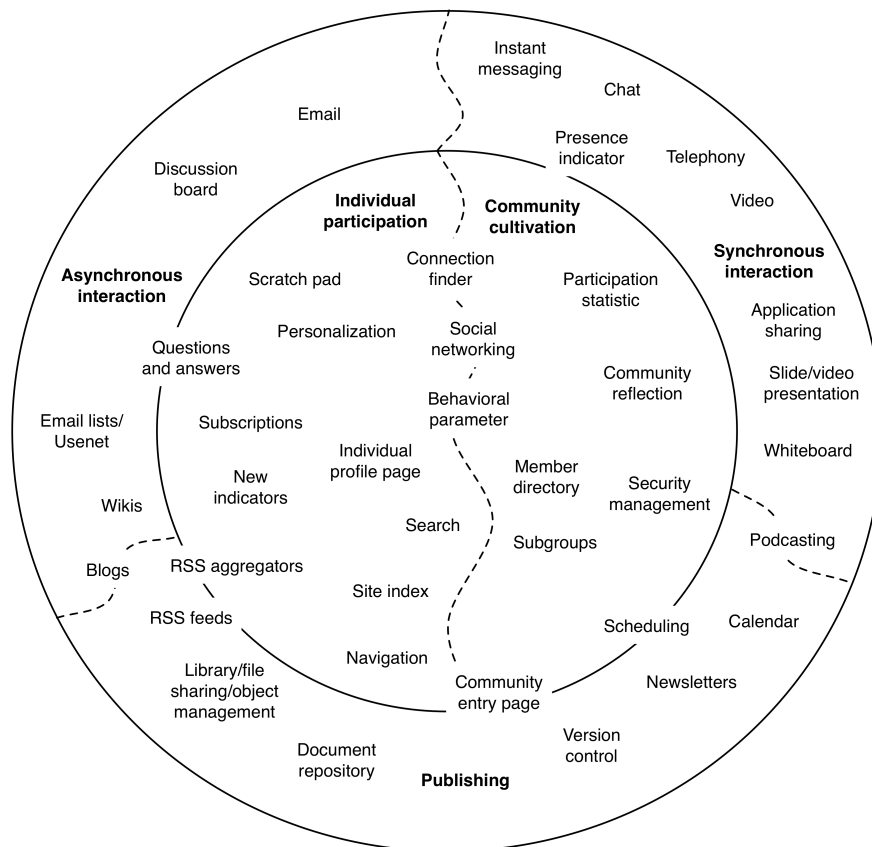 Instant
messaging
Chat
Email
Presence
indicator
Telephony
Discussion
board
Video
Individual
participation
Community
cultivation
Synchronous
interaction
Asynchronous
interaction
Connection
finder
Scratch pad
Participation
statistic
Application
sharing
Personalization
Social
networking
Questions
and answers
Community
reflection
Slide/video
presentation
Behavioral
parameter
Email lists/
Usenet
Subscriptions
Individual
profile page
Whiteboard
Member
directory
New
indicators
Security
management
Wikis
Search
Subgroups
Podcasting
Blogs
RSS aggregators
Site index
RSS feeds
Scheduling
Calendar
Navigation
Library/file
sharing/object
management
Community
entry page
Newsletters
Version
control
Document
repository
Publishing